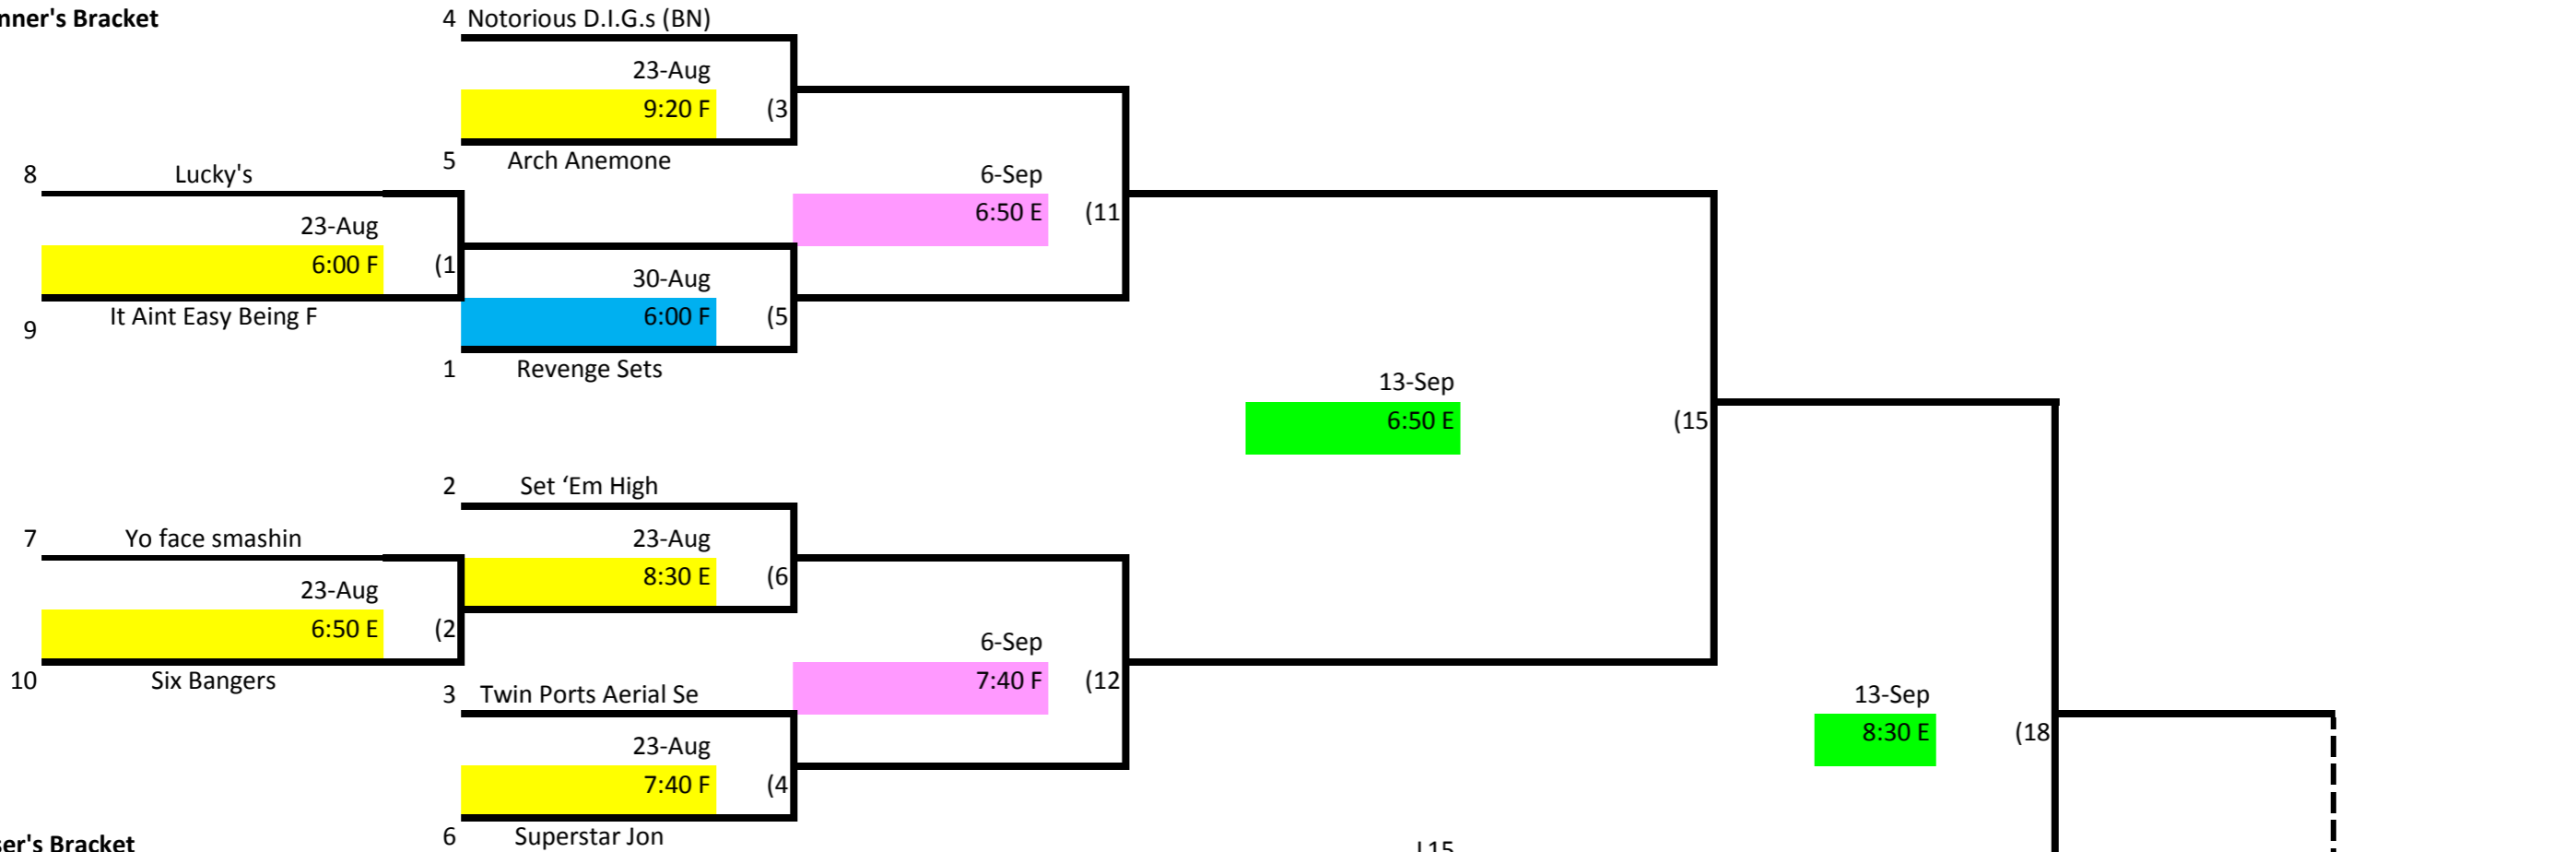 nner's Bracket
4 Notorious D.I.G.s (BN)
23-Aug
9:20 F (3
5 Arch Anemone
8 Lucky's
6-Sep
6:50 E (11
23-Aug
6:00 F (1
30-Aug
6:00 F (5
9 It Aint Easy Being F
1 Revenge Sets
13-Sep
6:50 E (15
2 Set ‘Em High
7 Yo face smashin
23-Aug
8:30 E (6
23-Aug
6:50 E (2
6-Sep
7:40 F (12
10 Six Bangers
3 Twin Ports Aerial Se
13-Sep
8:30 E (18
23-Aug
7:40 F (4
6 Superstar Jon
ser's Bracket
L15